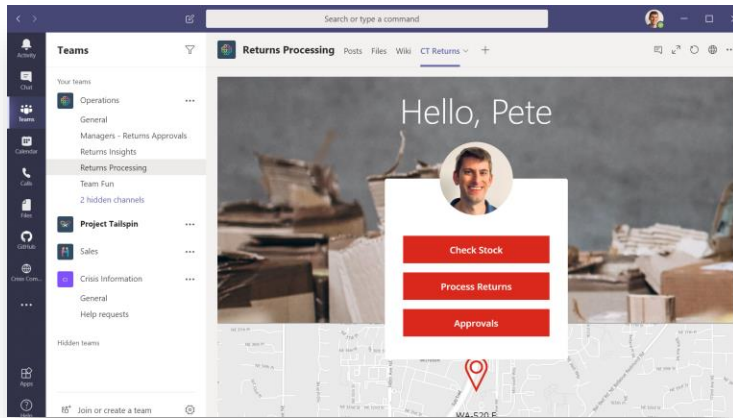 Search or type a command
Activity
Chat
Teams
Calendar
Calls
Files
GitHub
Crisis Com...
Apps
Help
Teams
Your teams
Operations
General
Managers - Returns Approvals
Returns Insights
Returns Processing
Team Fun
2 hidden channels
Project Tailspin
Sales
Crisis Information
General
Help requests
Hidden teams
Join or create a team
Returns Processing Posts Files Wiki CT Returns
Hello, Pete
Check Stock
Process Returns
Approvals
WA-520 E